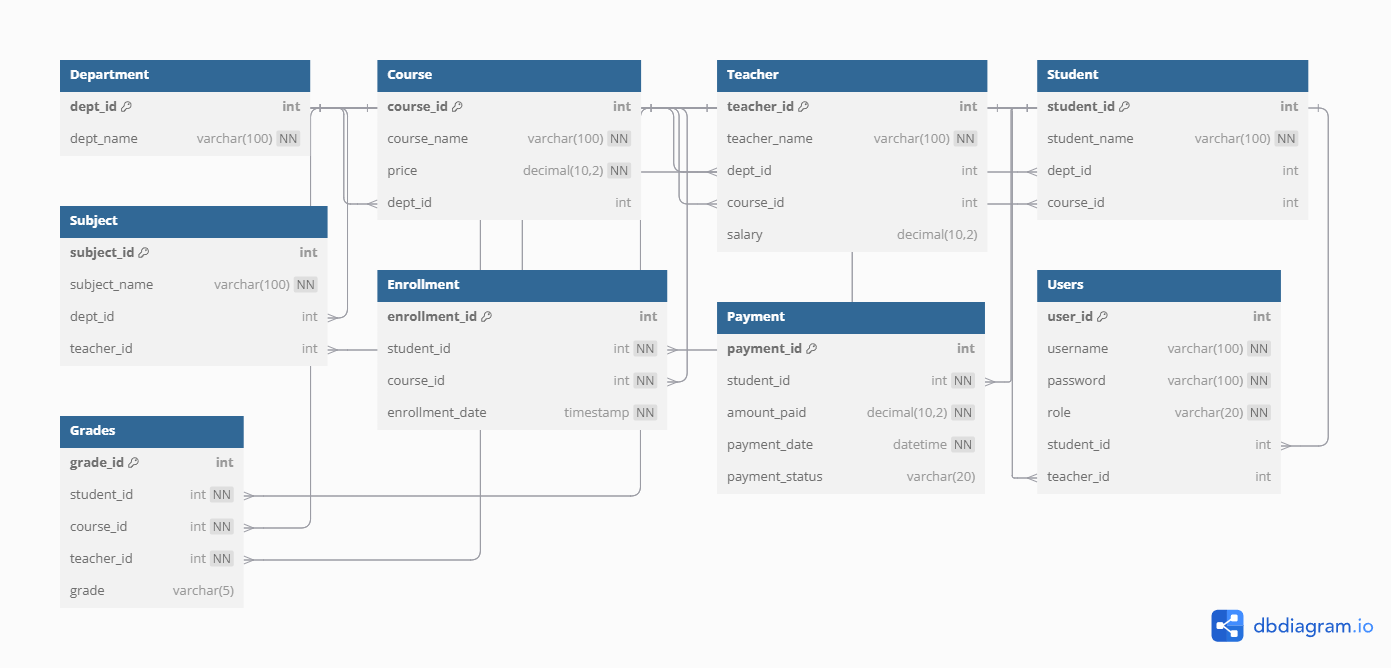 Department
dept_id int
dept_name varchar(100) NN
Course
course_id int
course_name varchar(100) NN
price decimal(10,2) NN
dept_id int
Teacher
teacher_id int
teacher_name varchar(100) NN
dept_id int
course_id int
salary decimal(10,2)
Student
student_id int
student_name varchar(100) NN
dept_id int
course_id int
Subject
subject_id int
subject_name varchar(100) NN
dept_id int
teacher_id int
Enrollment
enrollment_id int
student_id int NN
course_id int NN
enrollment_date timestamp NN
Payment
payment_id int
student_id int NN
amount_paid decimal(10,2) NN
payment_date datetime NN
payment_status varchar(20)
Users
user_id int
username varchar(100) NN
password varchar(100) NN
role varchar(20) NN
student_id int
teacher_id int
Grades
grade_id int
student_id int NN
course_id int NN
teacher_id int NN
grade varchar(5)
dbdiagram.io